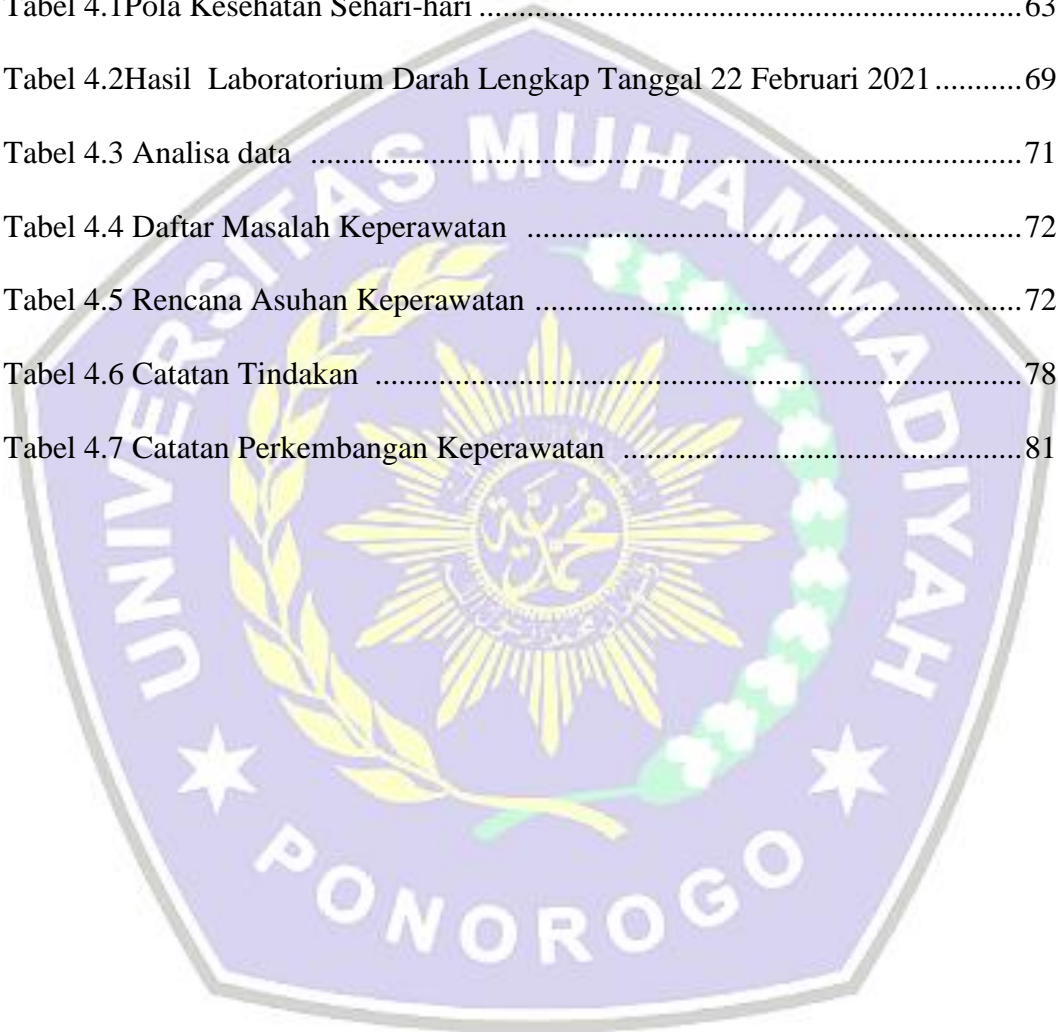 Tabel 4.1Pola Kesehatan Sehari-hari ........................................................................63
Tabel 4.2Hasil Laboratorium Darah Lengkap Tanggal 22 Februari 2021...........69
Tabel 4.3 Analisa data ..........................................................................................71
Tabel 4.4 Daftar Masalah Keperawatan ...............................................................72
Tabel 4.5 Rencana Asuhan Keperawatan ..............................................................72
Tabel 4.6 Catatan Tindakan ..................................................................................78
Tabel 4.7 Catatan Perkembangan Keperawatan ...................................................81
UNIVERSITAS MUHAMMADIYAH
PONOROGO